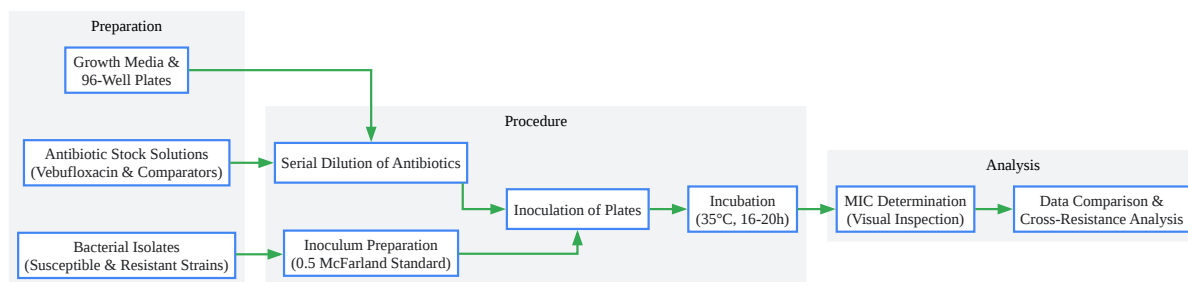 Preparation
Growth Media &
96-Well Plates
Antibiotic Stock Solutions
(Vebufloxacin & Comparators)
Bacterial Isolates
(Susceptible & Resistant Strains)
Procedure
Serial Dilution of Antibiotics
Inoculum Preparation
(0.5 McFarland Standard)
Inoculation of Plates
Incubation
(35°C, 16-20h)
Analysis
MIC Determination
(Visual Inspection)
Data Comparison &
Cross-Resistance Analysis